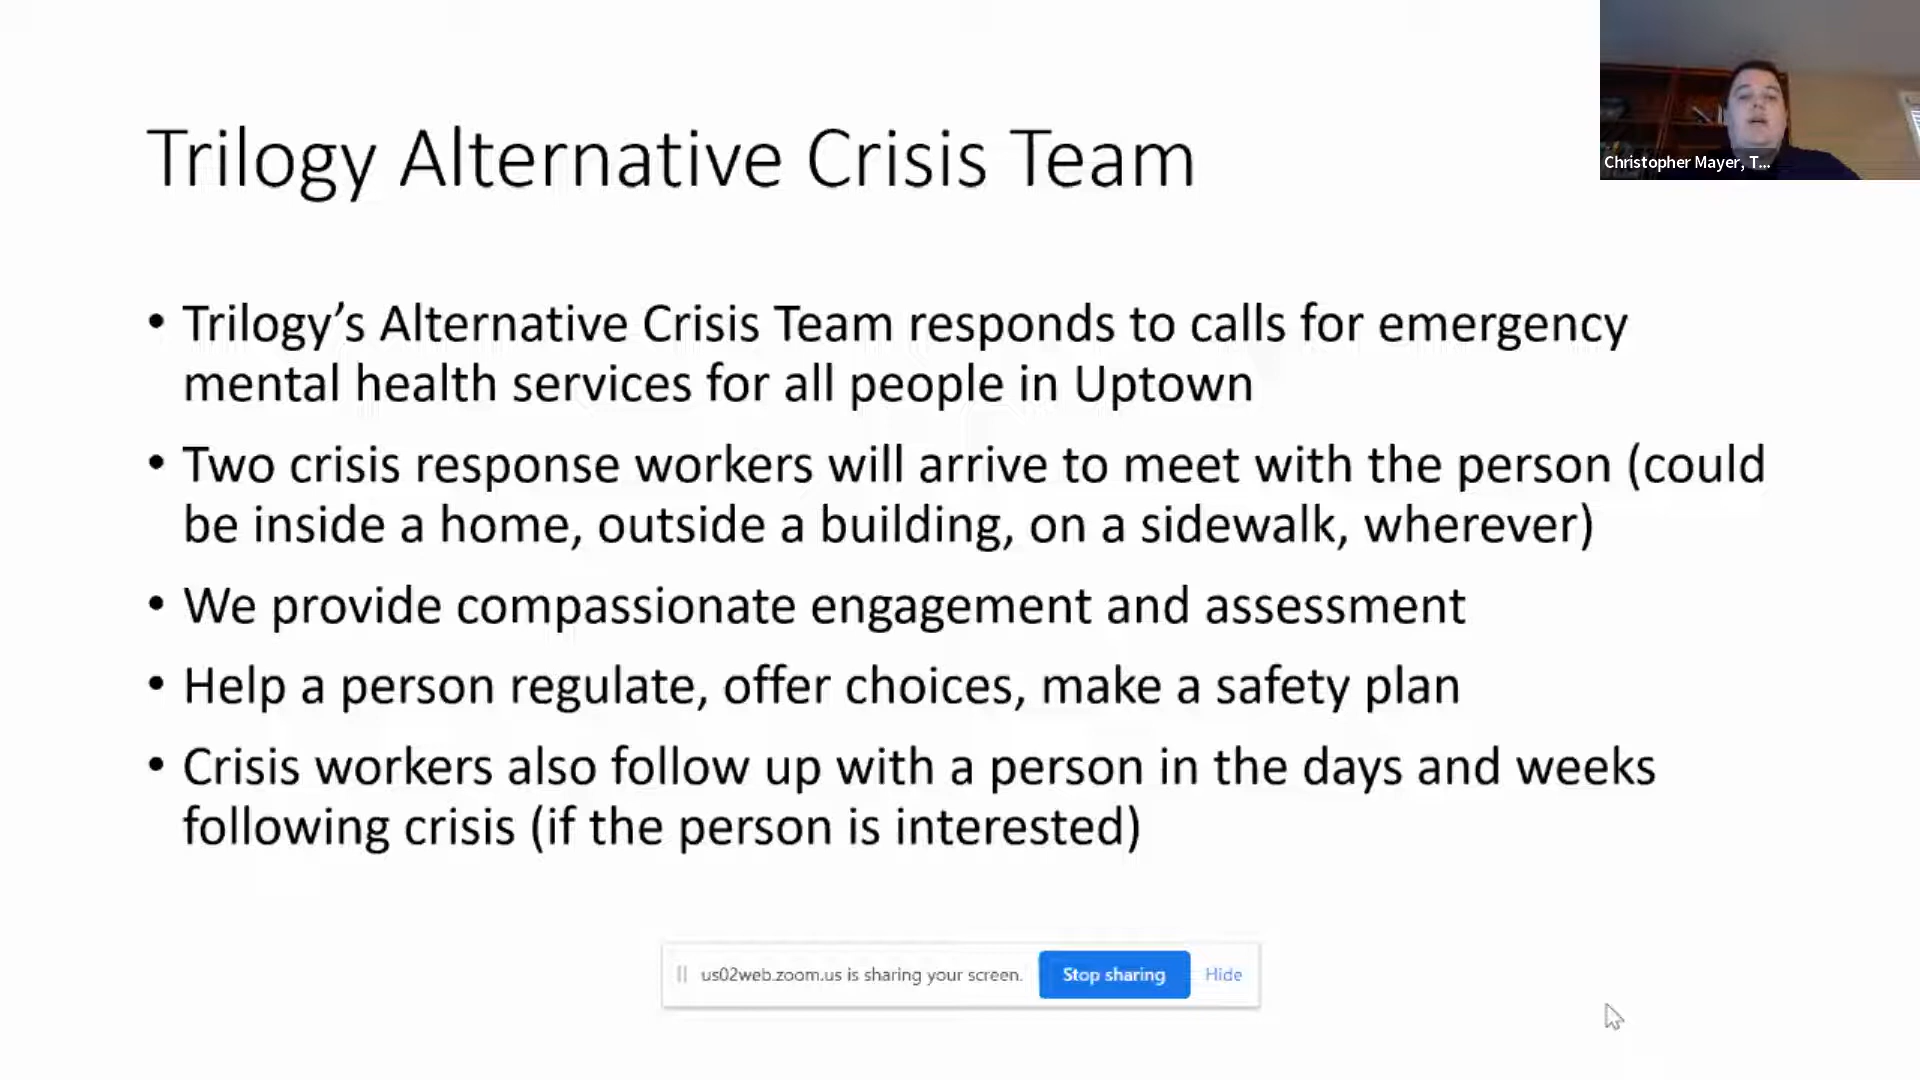 Trilogy Alternative Crisis Team
Christopher Mayer, T...
• Trilogy’s Alternative Crisis Team responds to calls for emergency
mental health services for all people in Uptown
• Two crisis response workers will arrive to meet with the person (could
be inside a home, outside a building, on a sidewalk, wherever)
• We provide compassionate engagement and assessment
• Help a person regulate, offer choices, make a safety plan
• Crisis workers also follow up with a person in the days and weeks
following crisis (if the person is interested)
us02web.zoom.us is sharing your screen. Stop sharing Hide